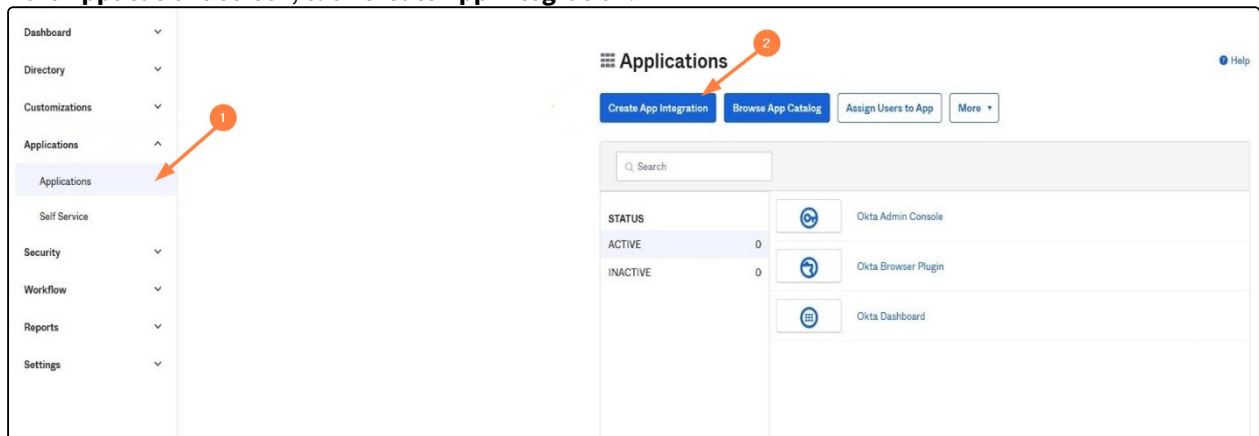 Dashboard
Directory
Customizations
Applications
Applications
Self Service
Security
Workflow
Reports
Settings
1
2
Applications
Help
Create App Integration
Browse App Catalog
Assign Users to App
More
Search
STATUS
ACTIVE 0
INACTIVE 0
Okta Admin Console
Okta Browser Plugin
Okta Dashboard